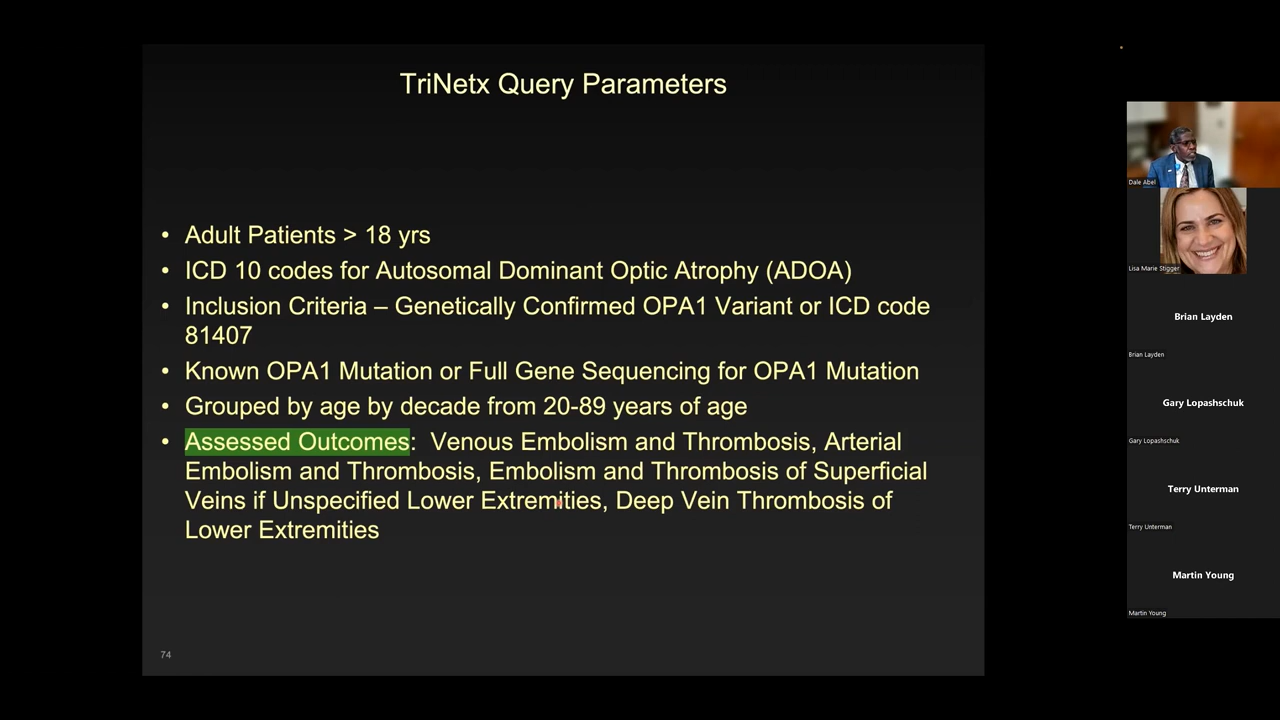 TriNetx Query Parameters
• Adult Patients > 18 yrs
• ICD 10 codes for Autosomal Dominant Optic Atrophy (ADOA)
• Inclusion Criteria – Genetically Confirmed OPA1 Variant or ICD code
81407
• Known OPA1 Mutation or Full Gene Sequencing for OPA1 Mutation
• Grouped by age by decade from 20-89 years of age
• Assessed Outcomes:  Venous Embolism and Thrombosis, Arterial
Embolism and Thrombosis, Embolism and Thrombosis of Superficial
Veins if Unspecified Lower Extremities, Deep Vein Thrombosis of
Lower Extremities
74
Dale Abel
Lisa Marie Stigger
Brian Layden
Brian Layden
Gary Lopashschuk
Gary Lopashschuk
Terry Unterman
Terry Unterman
Martin Young
Martin Young